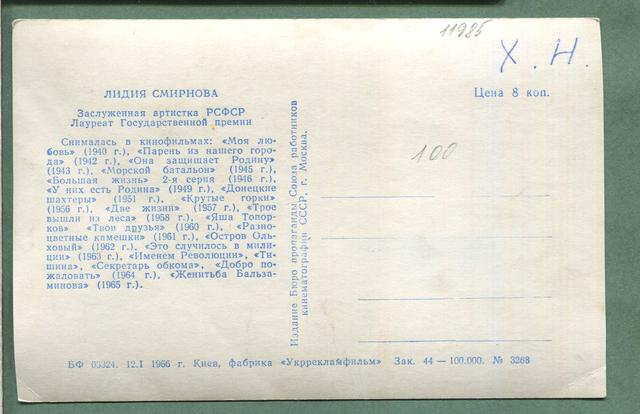 11985
Х. Н.
ЛИДИЯ СМИРНОВА
Заслуженная артистка РСФСР
Лауреат Государственной премии
Снималась в кинофильмах: «Моя лю-
бовь» (1940 г.), «Парень из нашего горо-
да» (1942 г.), «Она защищает Родину»
(1943 г.), «Морской батальон» (1945 г.),
«Большая жизнь» 2-я серия (1946 г.),
«У них есть Родина» (1949 г.), «Донецкие
шахтеры» (1951 г.), «Крутые горки»
(1956 г.), «Две жизни» (1957 г.), «Трое
вышли из леса» (1958 г.), «Яша Топор-
ков» «Твои друзья» (1960 г.), «Разно-
цветные камешки» (1961 г.), «Остров Оль-
ховый» (1962 г.), «Это случилось в мили-
ции» (1963 г.), «Именем Революции», «Ти-
шина», «Секретарь обкома», «Добро по-
жаловать» (1964 г.), «Женитьба Бальза-
минова» (1965 г.).
Издание Бюро пропаганды Союза работников
кинематографии СССР, г. Москва.
Цена 8 коп.
100
БФ 03324. 12.I 1966 г. Киев, фабрика «Укррекламфильм» Зак. 44 — 100.000. № 3268